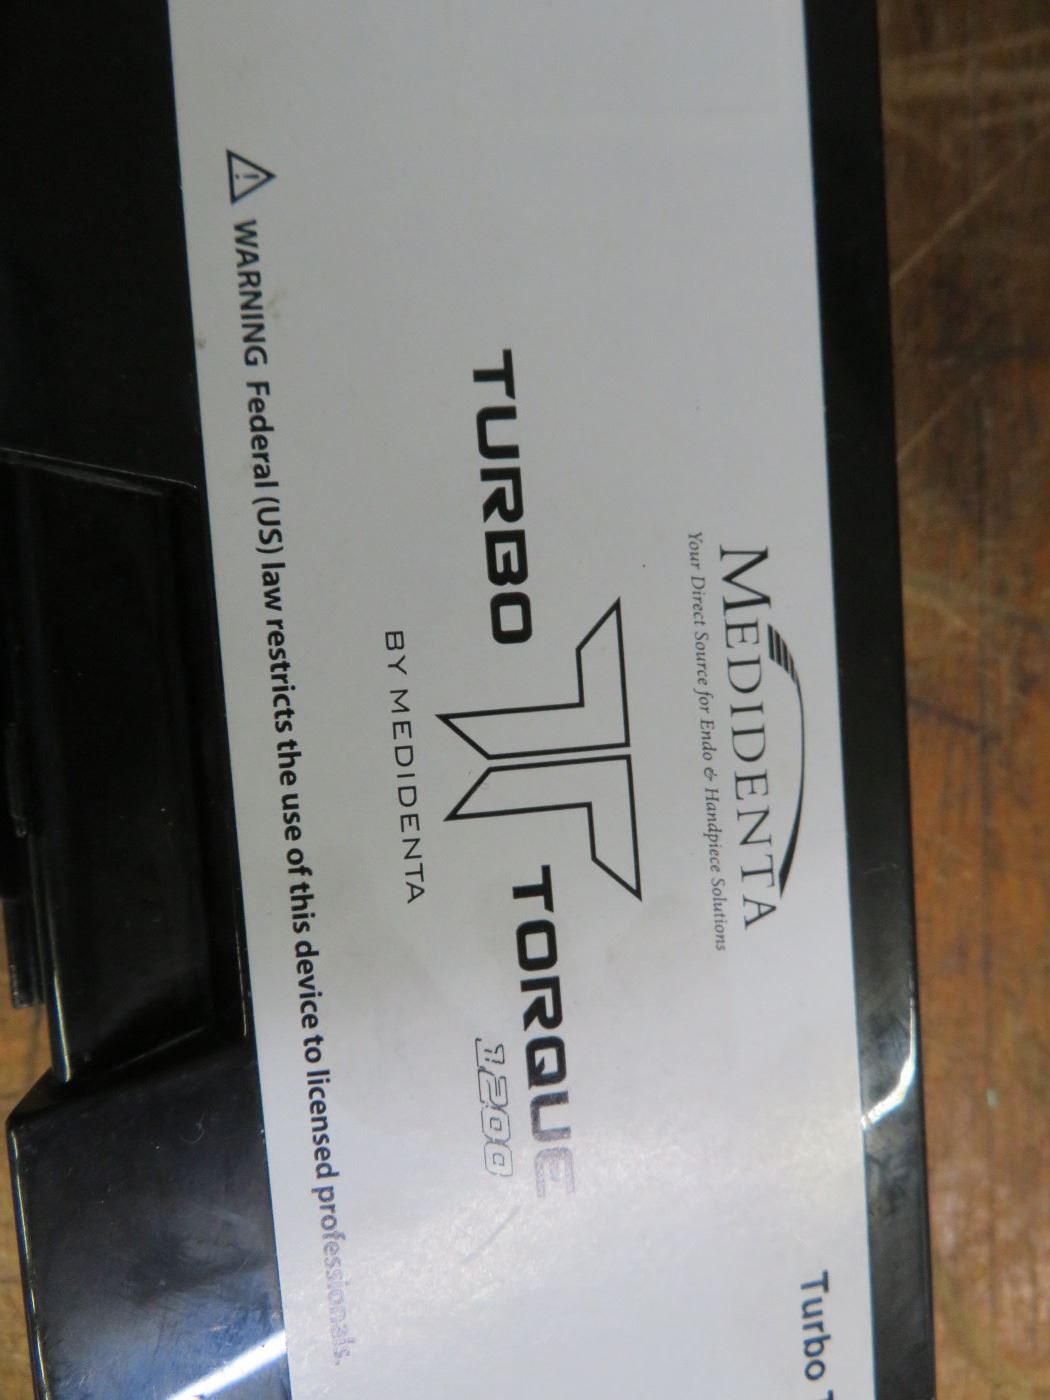 MEDIDENTA
Your Direct Source for Endo & Handpiece Solutions
Turbo T
TURBO TORQUE
1200
BY MEDIDENTA
WARNING Federal (US) law restricts the use of this device to licensed professionals.